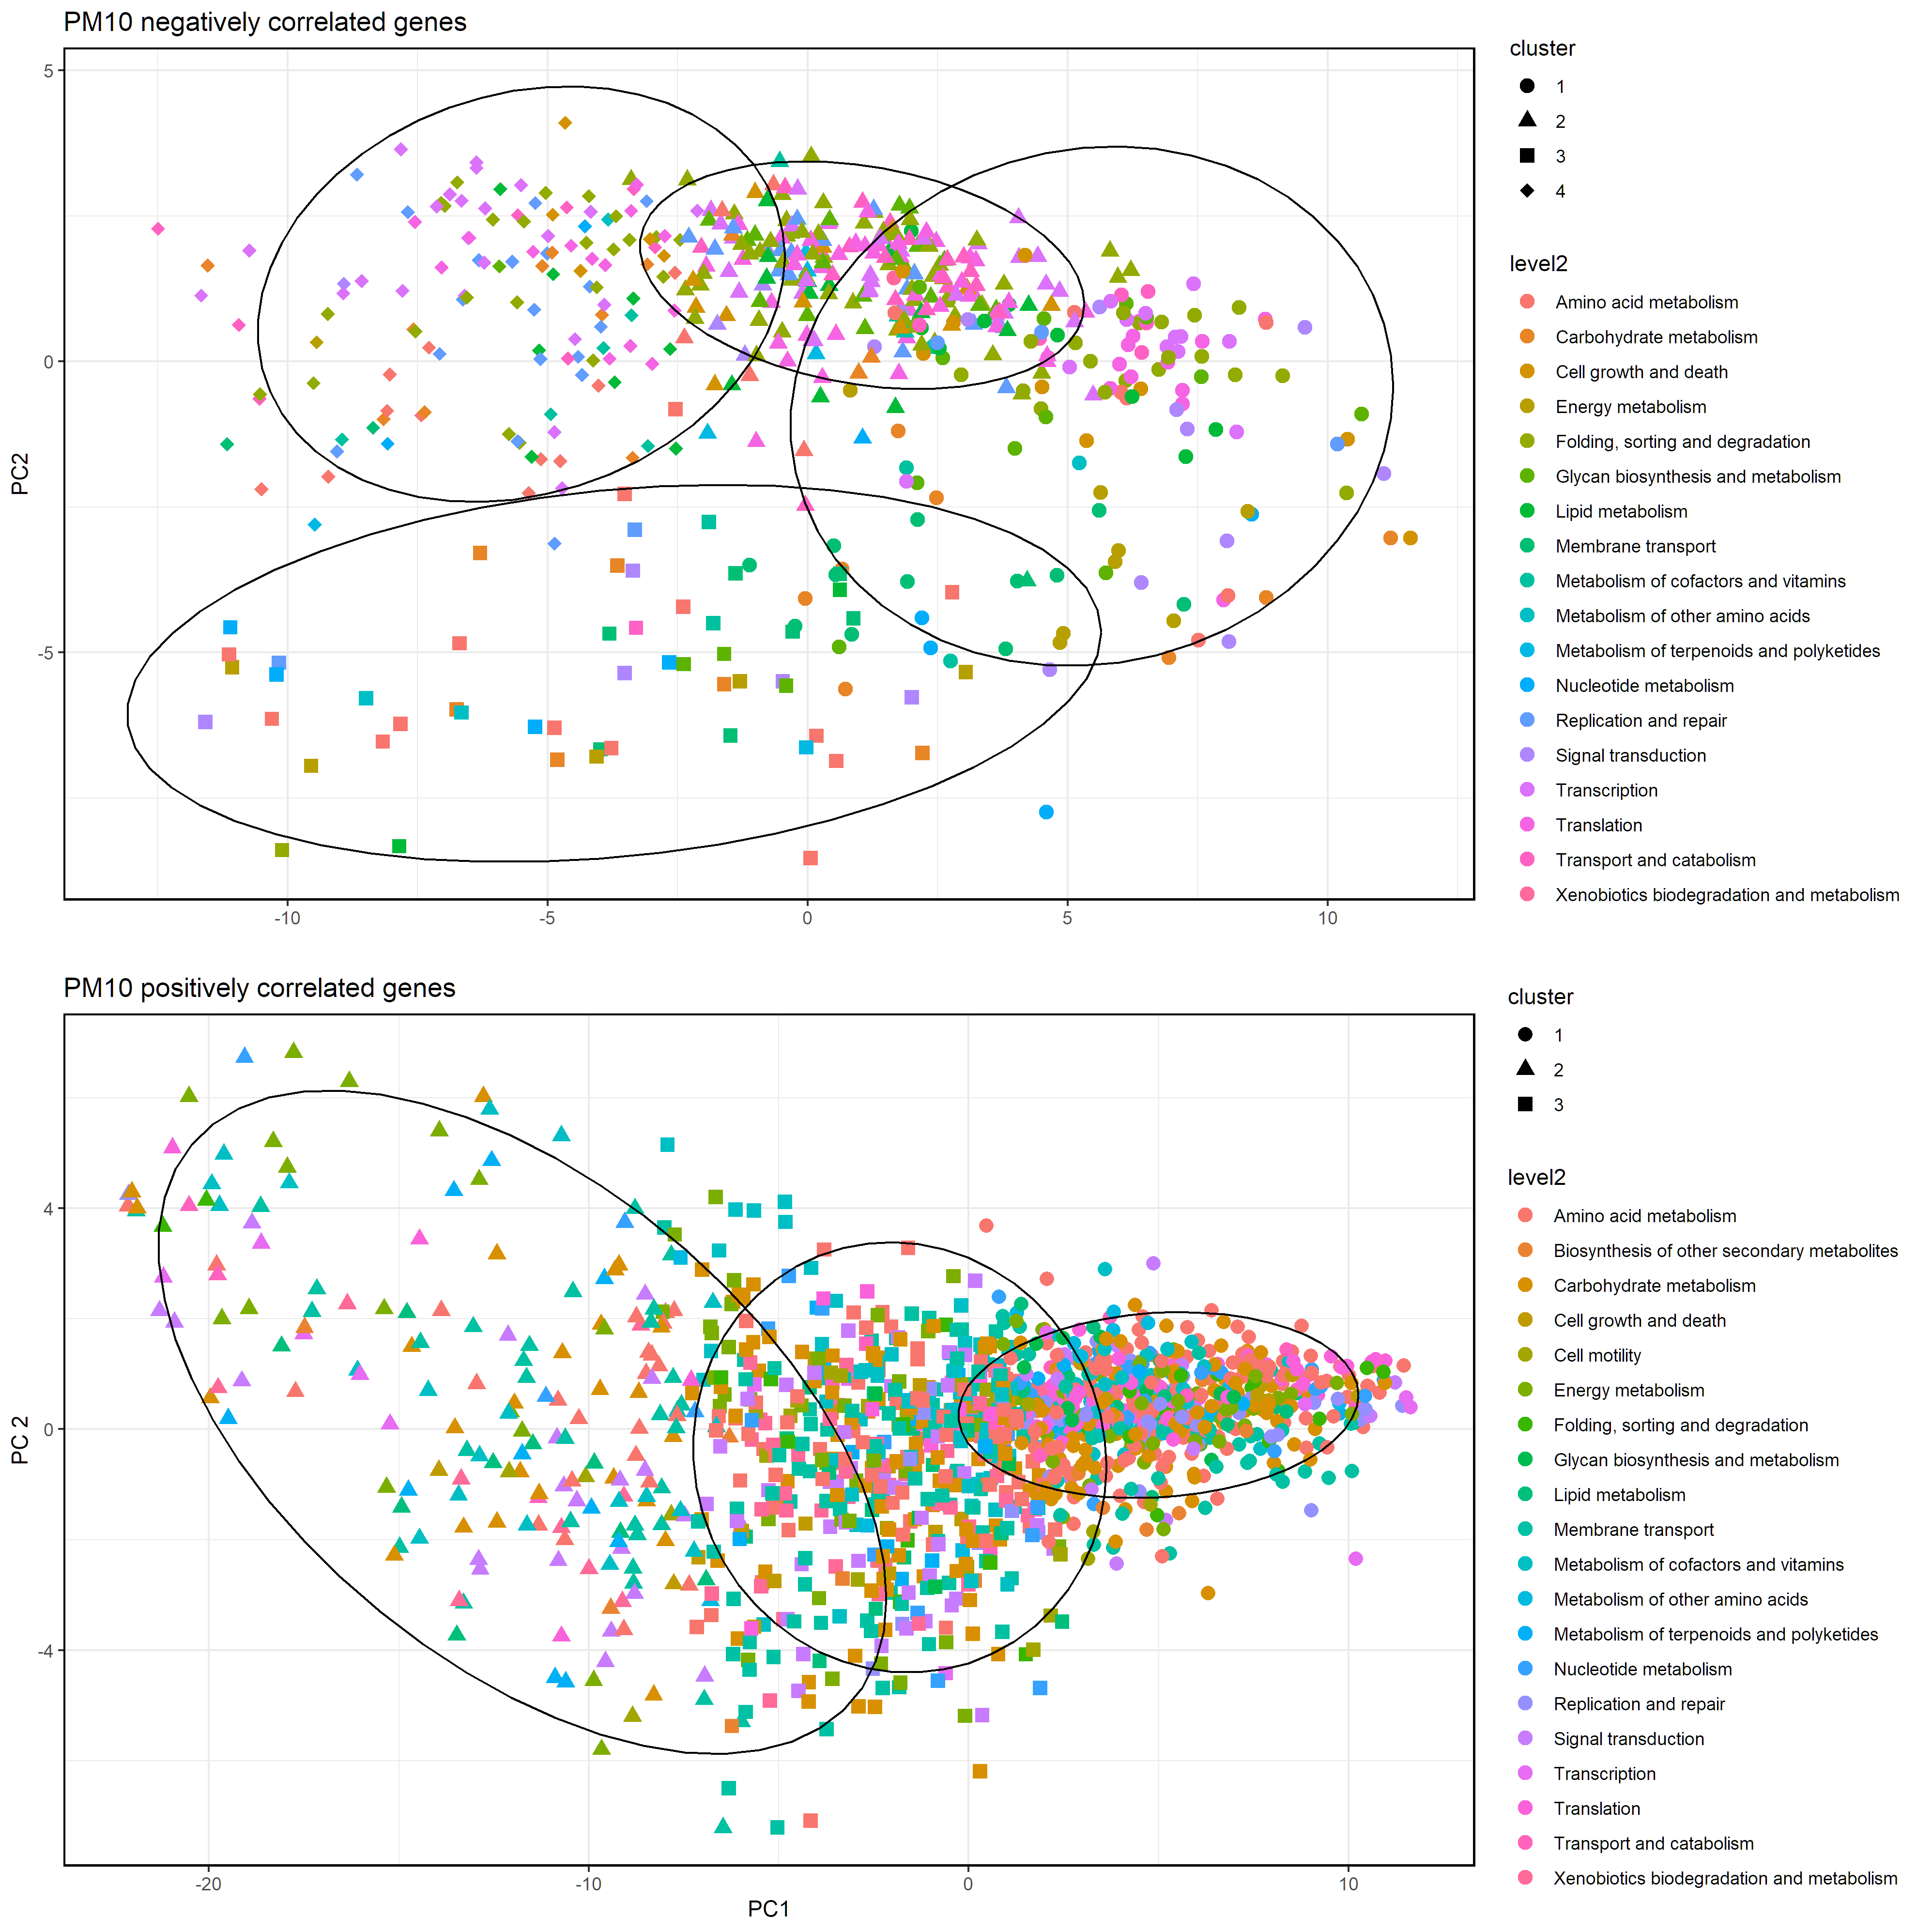 PM10 negatively correlated genes
5
0
-5
PC2
-10
-5
0
5
10
cluster
1
2
3
4
level2
Amino acid metabolism
Carbohydrate metabolism
Cell growth and death
Energy metabolism
Folding, sorting and degradation
Glycan biosynthesis and metabolism
Lipid metabolism
Membrane transport
Metabolism of cofactors and vitamins
Metabolism of other amino acids
Metabolism of terpenoids and polyketides
Nucleotide metabolism
Replication and repair
Signal transduction
Transcription
Translation
Transport and catabolism
Xenobiotics biodegradation and metabolism
PM10 positively correlated genes
4
0
-4
PC 2
-20
-10
0
10
PC1
cluster
1
2
3
level2
Amino acid metabolism
Biosynthesis of other secondary metabolites
Carbohydrate metabolism
Cell growth and death
Cell motility
Energy metabolism
Folding, sorting and degradation
Glycan biosynthesis and metabolism
Lipid metabolism
Membrane transport
Metabolism of cofactors and vitamins
Metabolism of other amino acids
Metabolism of terpenoids and polyketides
Nucleotide metabolism
Replication and repair
Signal transduction
Transcription
Translation
Transport and catabolism
Xenobiotics biodegradation and metabolism